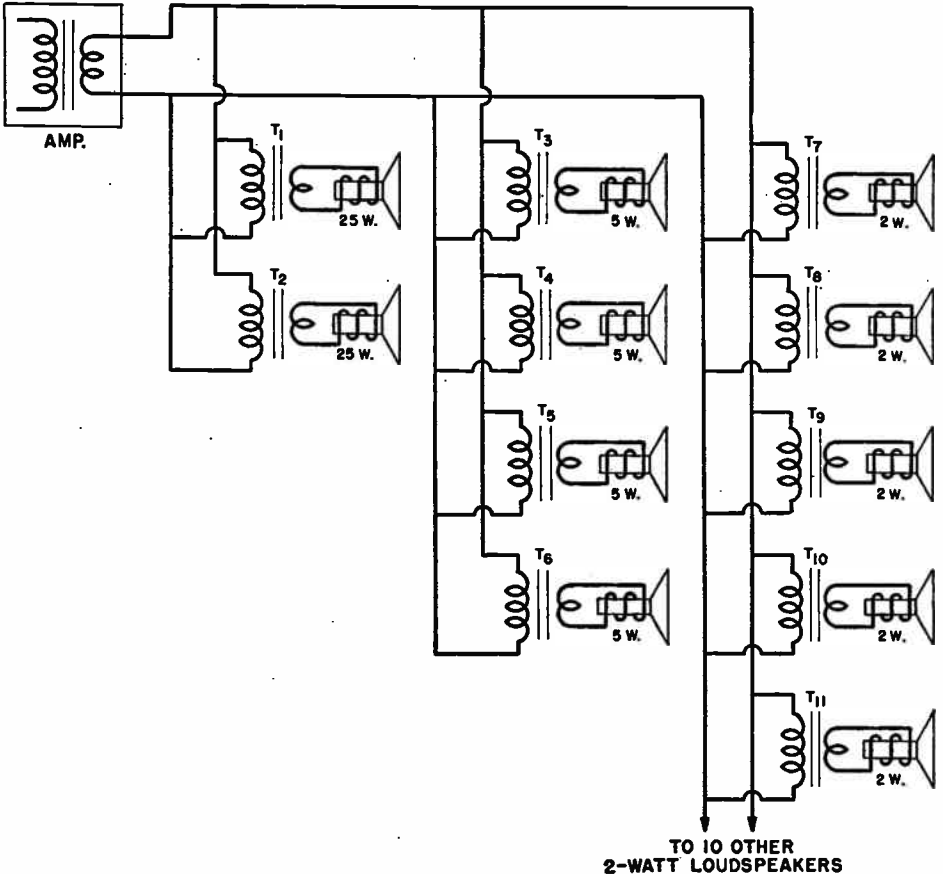 AMP.
T1
25 W.
T2
25 W.
T3
5 W.
T4
5 W.
T5
5 W.
T6
5 W.
T7
2 W.
T8
2 W.
T9
2 W.
T10
2 W.
T11
2 W.
TO 10 OTHER
2-WATT LOUDSPEAKERS